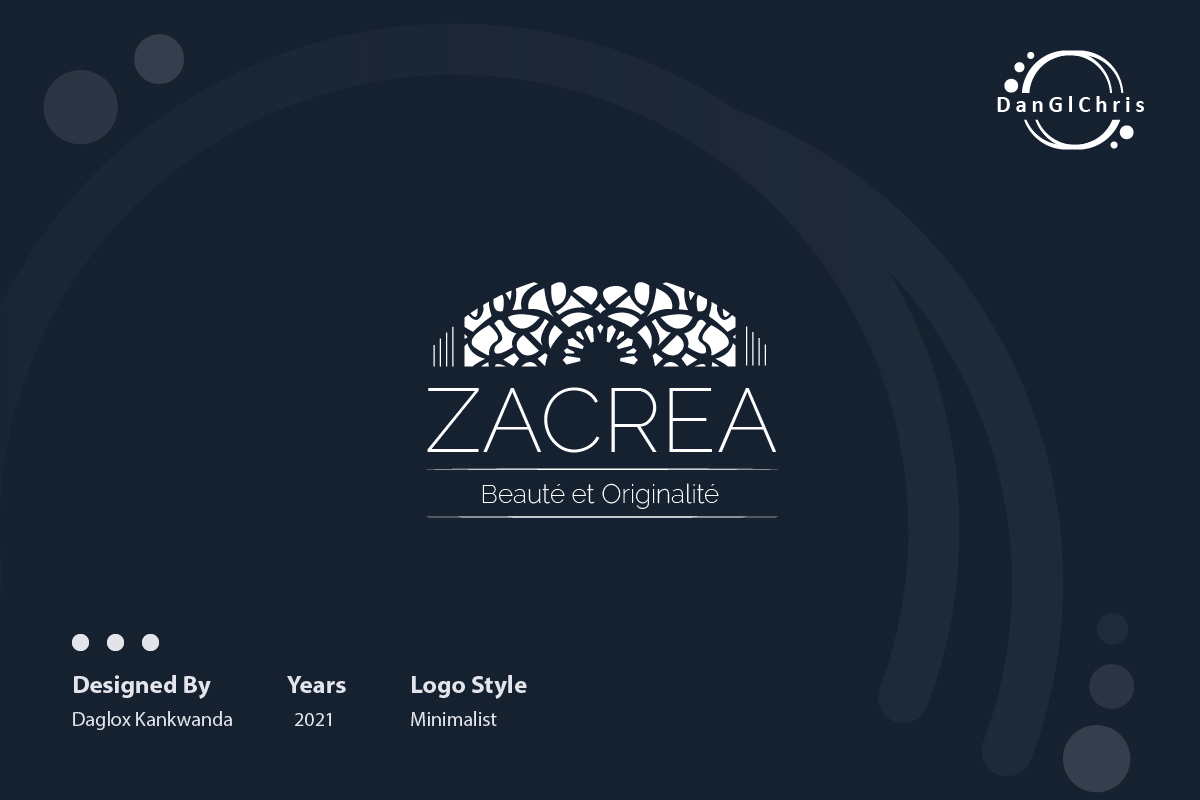 DanGlChris
ZACREA
Beauté et Originalité
Designed By Years Logo Style
Daglox Kankwanda 2021 Minimalist